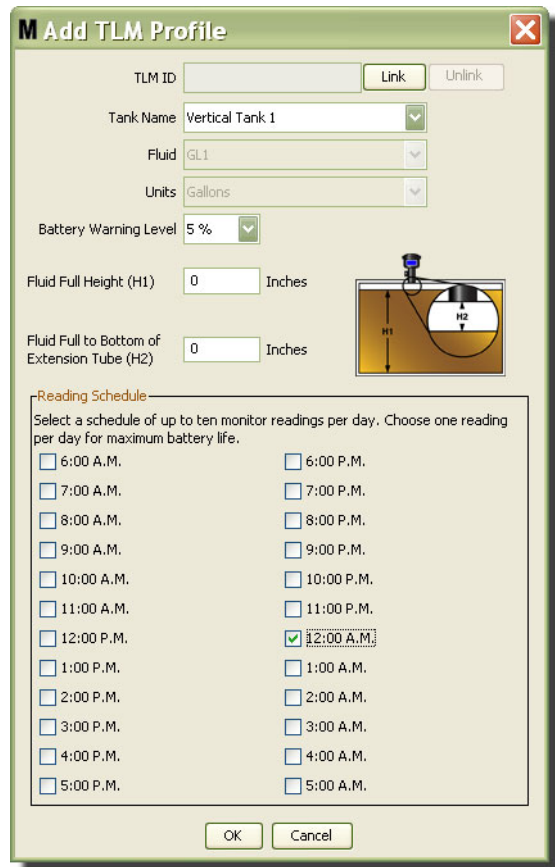 M Add TLM Profile
TLM ID Link Unlink
Tank Name Vertical Tank 1
Fluid GL1
Units Gallons
Battery Warning Level 5 %
Fluid Full Height (H1) 0 Inches
H1
H2
Fluid Full to Bottom of
Extension Tube (H2) 0 Inches
Reading Schedule
Select a schedule of up to ten monitor readings per day. Choose one reading
per day for maximum battery life.
6:00 A.M. 6:00 P.M.
7:00 A.M. 7:00 P.M.
8:00 A.M. 8:00 P.M.
9:00 A.M. 9:00 P.M.
10:00 A.M. 10:00 P.M.
11:00 A.M. 11:00 P.M.
12:00 P.M. 12:00 A.M.
1:00 P.M. 1:00 A.M.
2:00 P.M. 2:00 A.M.
3:00 P.M. 3:00 A.M.
4:00 P.M. 4:00 A.M.
5:00 P.M. 5:00 A.M.
OK Cancel